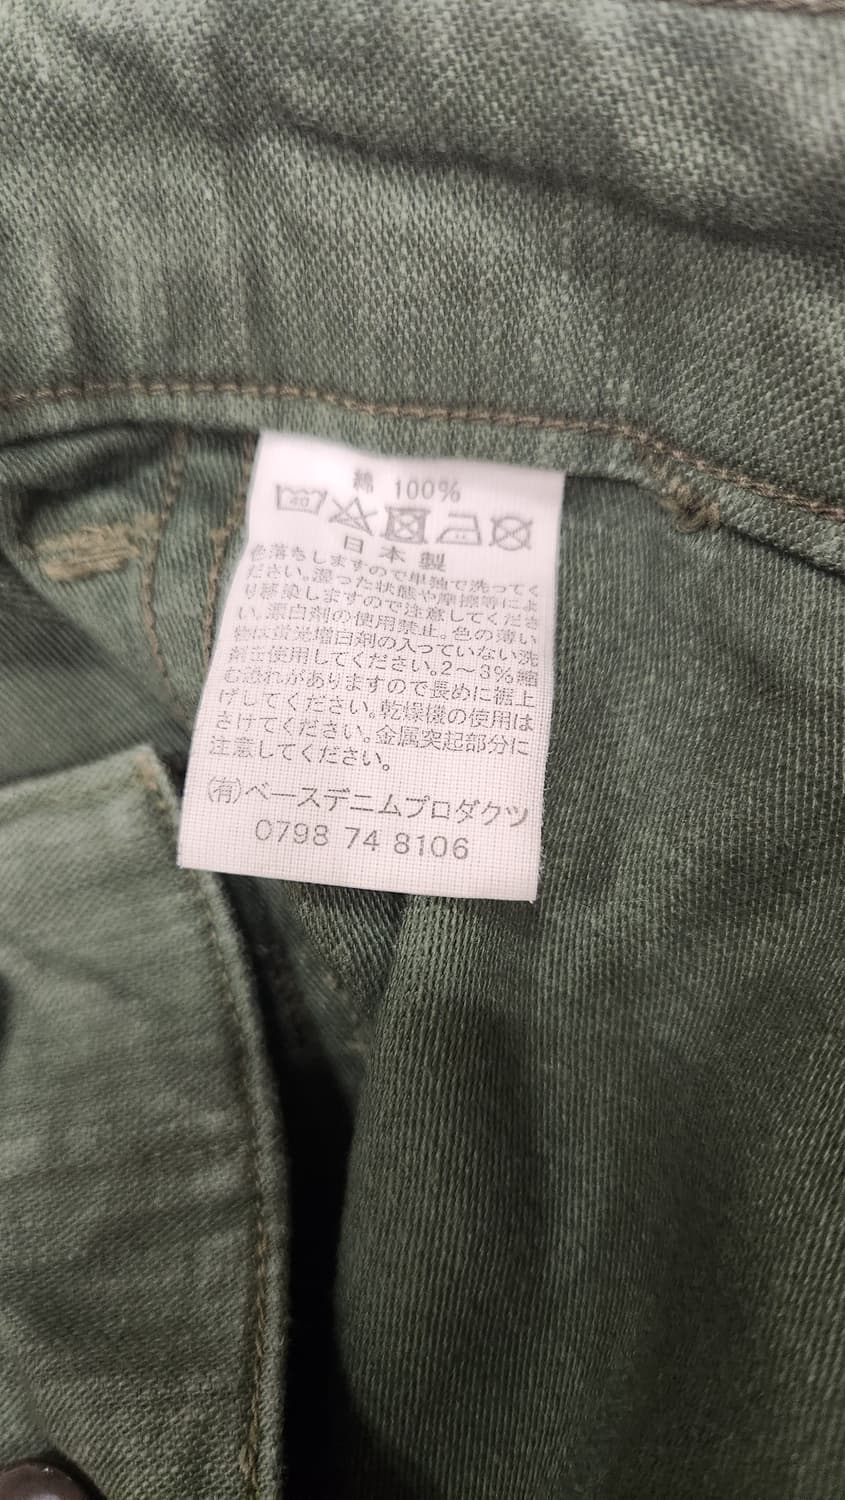 綿 100%
40
日本製
色落ちしますので単独で洗ってく
ださい。湿った状態や摩擦等によ
り移染しますので注意してくださ
い。漂白剤の使用禁止。色の薄い
物は蛍光増白剤の入っていない洗
剤を使用してください。2～3%縮
む恐れがありますので長めに裾上
げしてください。乾燥機の使用は
さけてください。金属突起部分に
注意してください。
(有)ベースデニムプロダクツ
0798 74 8106